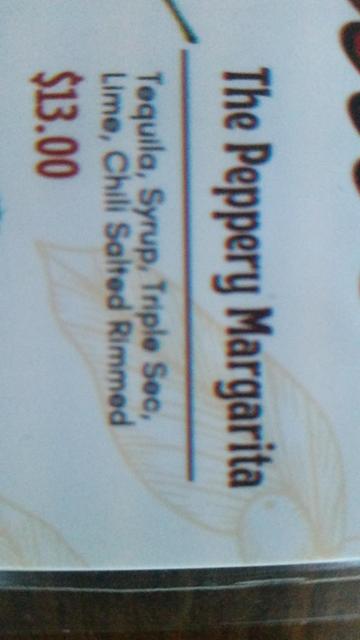 The Peppery Margarita
Tequila, Syrup, Triple Sec,
Lime, Chili Salted Rimmed
$13.00